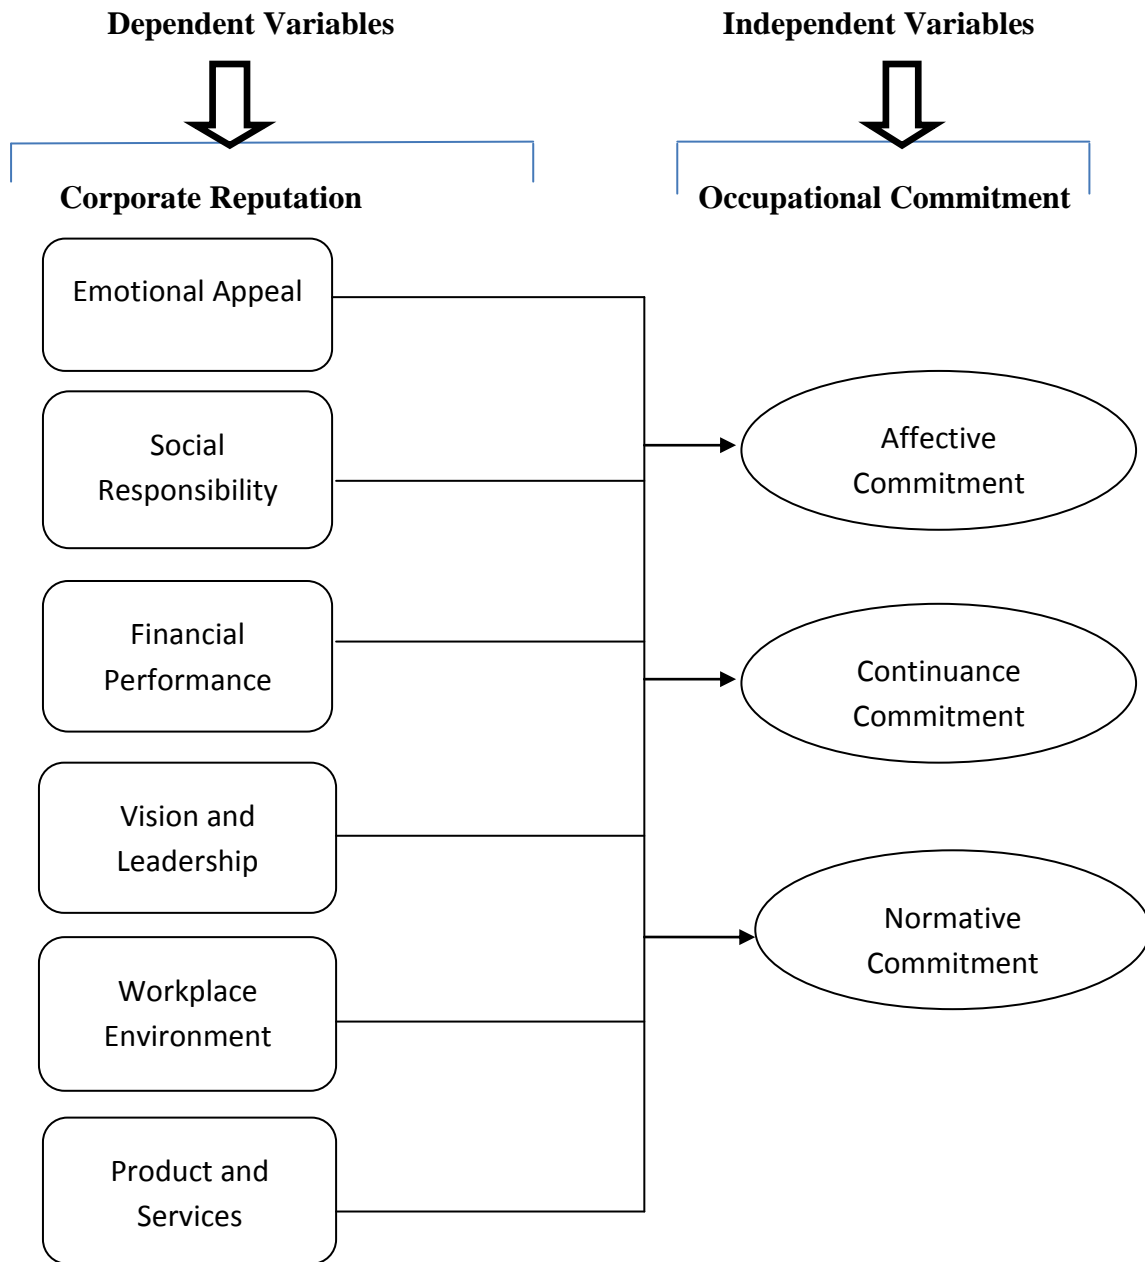 Dependent Variables
Independent Variables
Corporate Reputation
Occupational Commitment
Emotional Appeal
Social
Responsibility
Financial
Performance
Vision and
Leadership
Workplace
Environment
Product and
Services
Affective
Commitment
Continuance
Commitment
Normative
Commitment